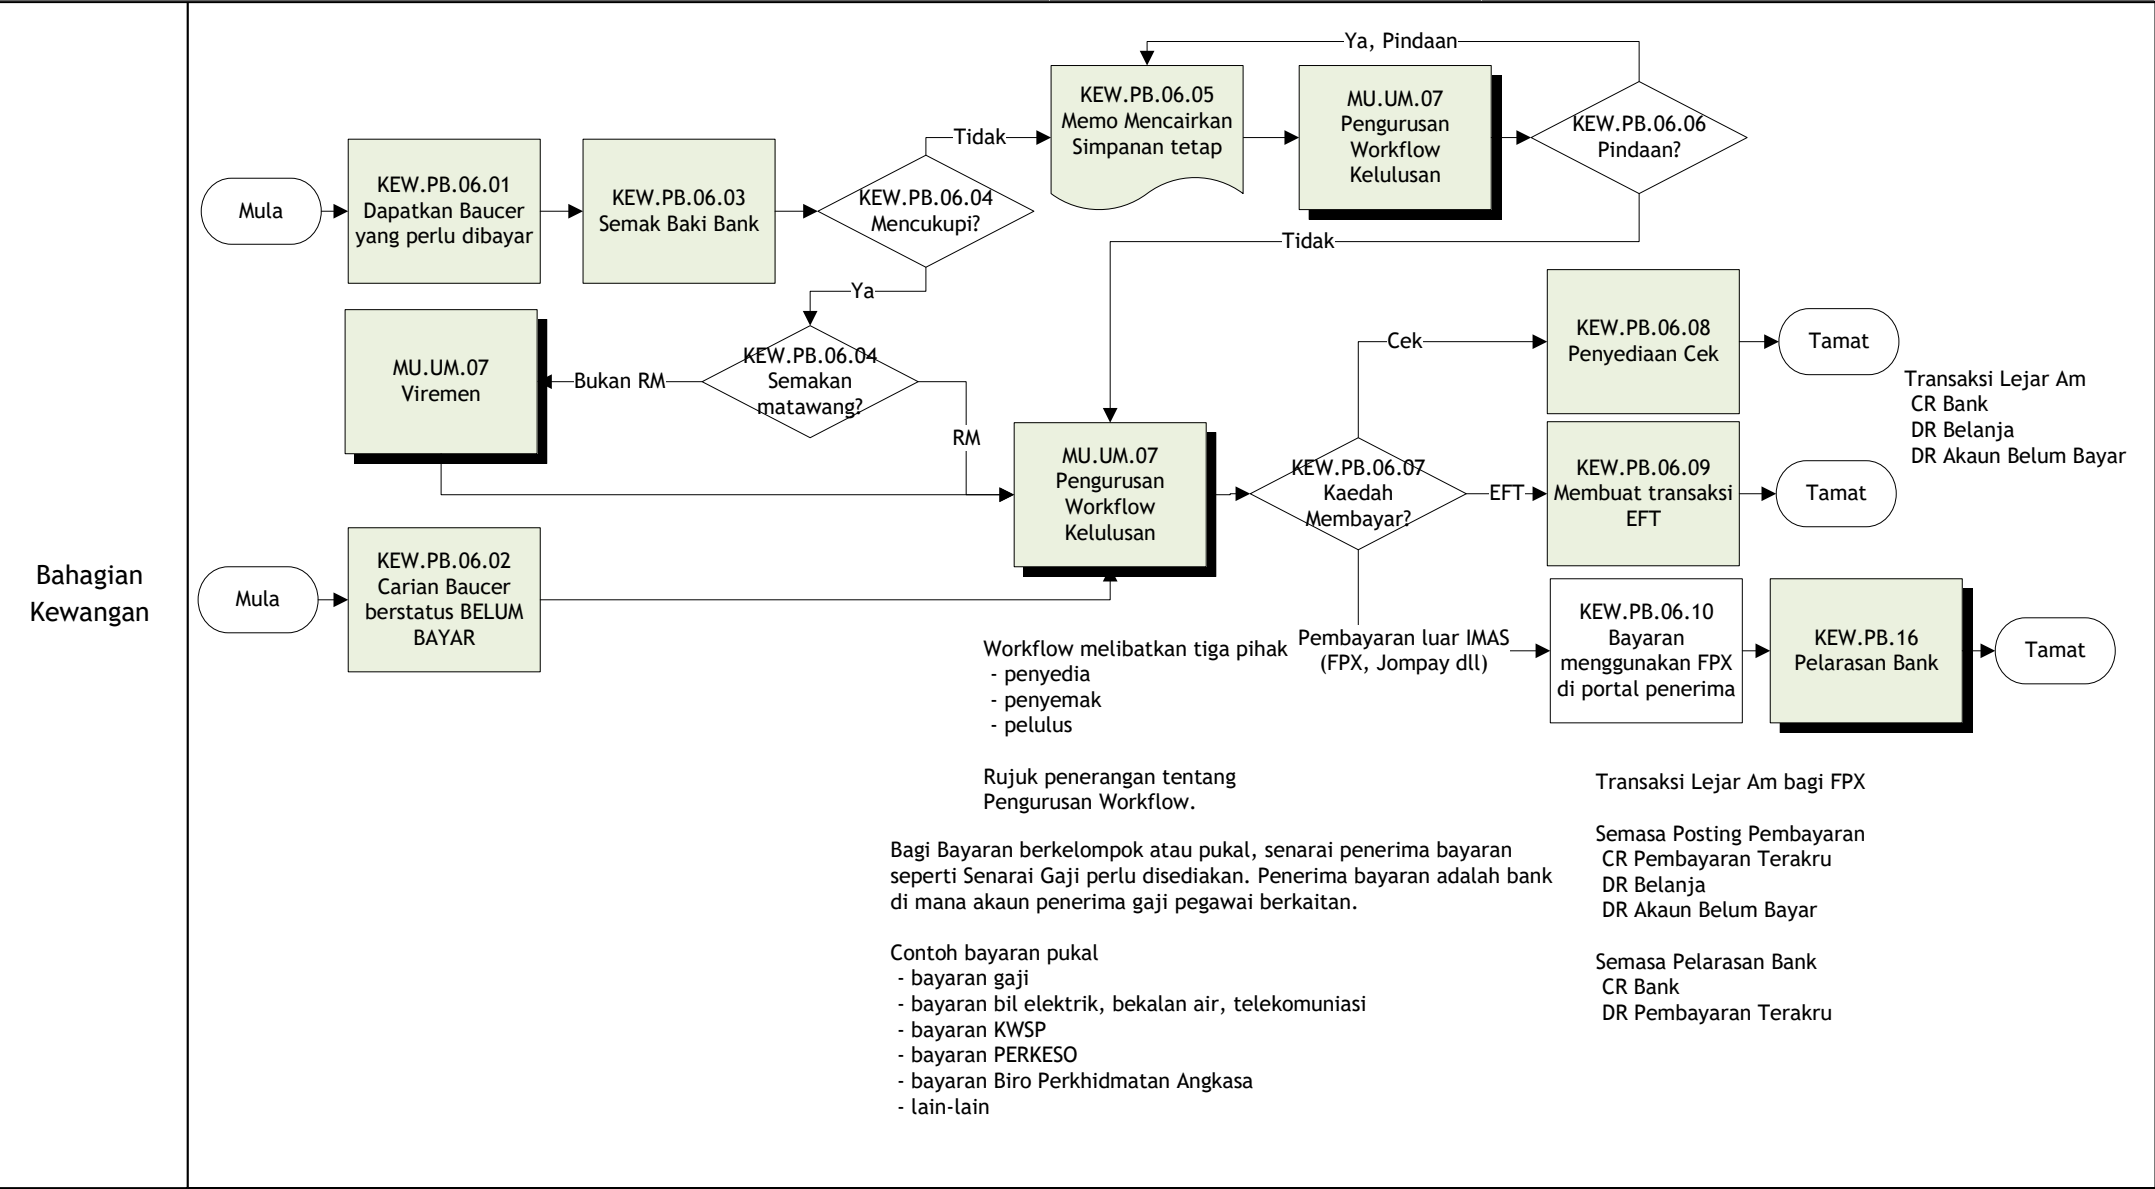 Bahagian
Kewangan
Mula
KEW.PB.06.01
Dapatkan Baucer
yang perlu dibayar
KEW.PB.06.03
Semak Baki Bank
KEW.PB.06.04
Mencukupi?
Tidak
KEW.PB.06.05
Memo Mencairkan
Simpanan tetap
MU.UM.07
Pengurusan
Workflow
Kelulusan
KEW.PB.06.06
Pindaan?
Ya, Pindaan
Tidak
Ya
KEW.PB.06.04
Semakan
matawang?
Bukan RM
MU.UM.07
Viremen
RM
MU.UM.07
Pengurusan
Workflow
Kelulusan
Mula
KEW.PB.06.02
Carian Baucer
berstatus BELUM
BAYAR
KEW.PB.06.07
Kaedah
Membayar?
Cek
KEW.PB.06.08
Penyediaan Cek
Tamat
Transaksi Lejar Am
CR Bank
DR Belanja
DR Akaun Belum Bayar
EFT
KEW.PB.06.09
Membuat transaksi
EFT
Tamat
Pembayaran luar IMAS
(FPX, Jompay dll)
KEW.PB.06.10
Bayaran
menggunakan FPX
di portal penerima
KEW.PB.16
Pelarasan Bank
Tamat
Workflow melibatkan tiga pihak
- penyedia
- penyemak
- pelulus
Rujuk penerangan tentang
Pengurusan Workflow.
Bagi Bayaran berkelompok atau pukal, senarai penerima bayaran
seperti Senarai Gaji perlu disediakan. Penerima bayaran adalah bank
di mana akaun penerima gaji pegawai berkaitan.
Contoh bayaran pukal
- bayaran gaji
- bayaran bil elektrik, bekalan air, telekomuniasi
- bayaran KWSP
- bayaran PERKESO
- bayaran Biro Perkhidmatan Angkasa
- lain-lain
Transaksi Lejar Am bagi FPX
Semasa Posting Pembayaran
CR Pembayaran Terakru
DR Belanja
DR Akaun Belum Bayar
Semasa Pelarasan Bank
CR Bank
DR Pembayaran Terakru